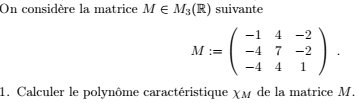 On considère la matrice M ∈ M₃(ℝ) suivante
M := ( −1 4 −2
−4 7 −2
−4 4 1 ) .
1. Calculer le polynôme caractéristique χ_M de la matrice M.